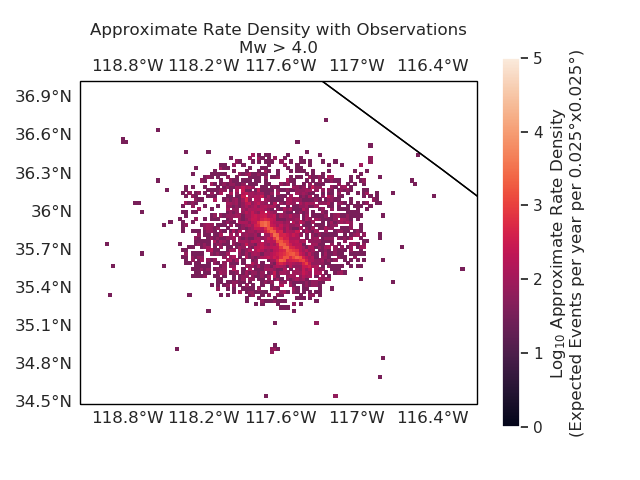 Approximate Rate Density with Observations
Mw > 4.0
118.8°W 118.2°W 117.6°W 117°W 116.4°W
36.9°N
36.6°N
36.3°N
36°N
35.7°N
35.4°N
35.1°N
34.8°N
34.5°N
118.8°W 118.2°W 117.6°W 117°W 116.4°W
5
4
3
2
1
0
Log₁₀ Approximate Rate Density
(Expected Events per year per 0.025°x0.025°)